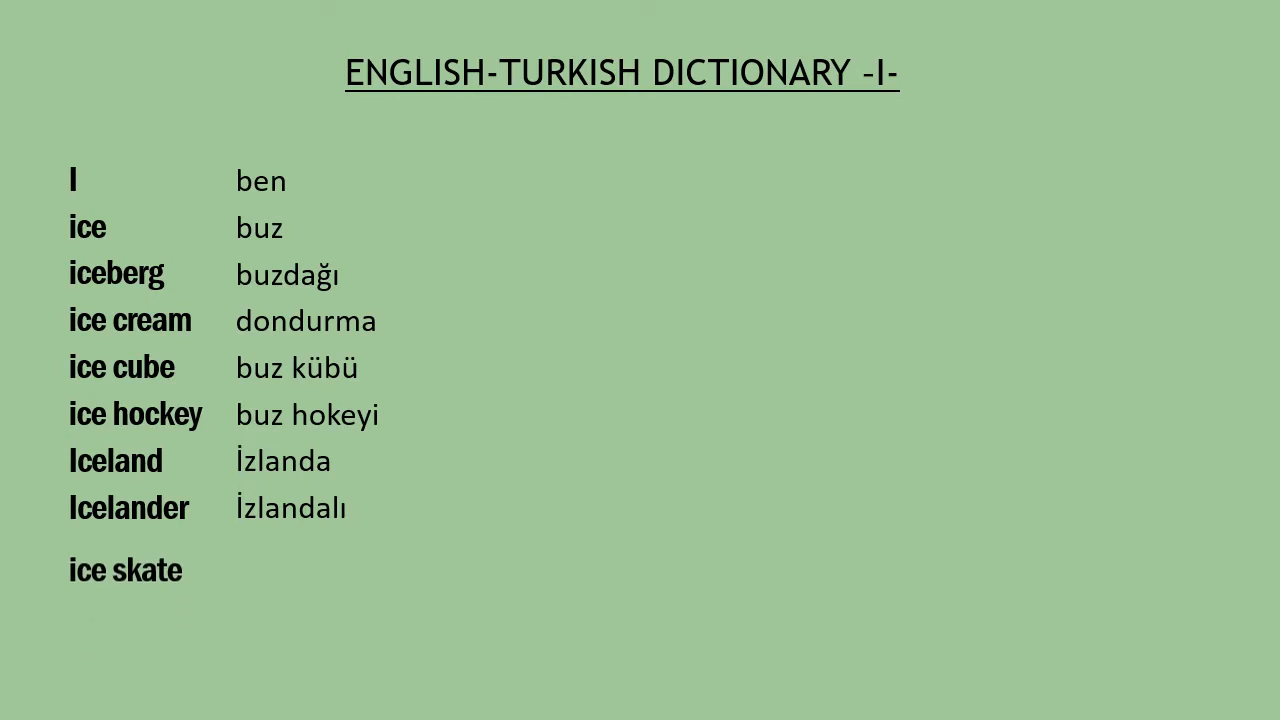 ENGLISH-TURKISH DICTIONARY –I-
I ben
ice buz
iceberg buzdağı
ice cream dondurma
ice cube buz kübü
ice hockey buz hokeyi
Iceland İzlanda
Icelander İzlandalı
ice skate